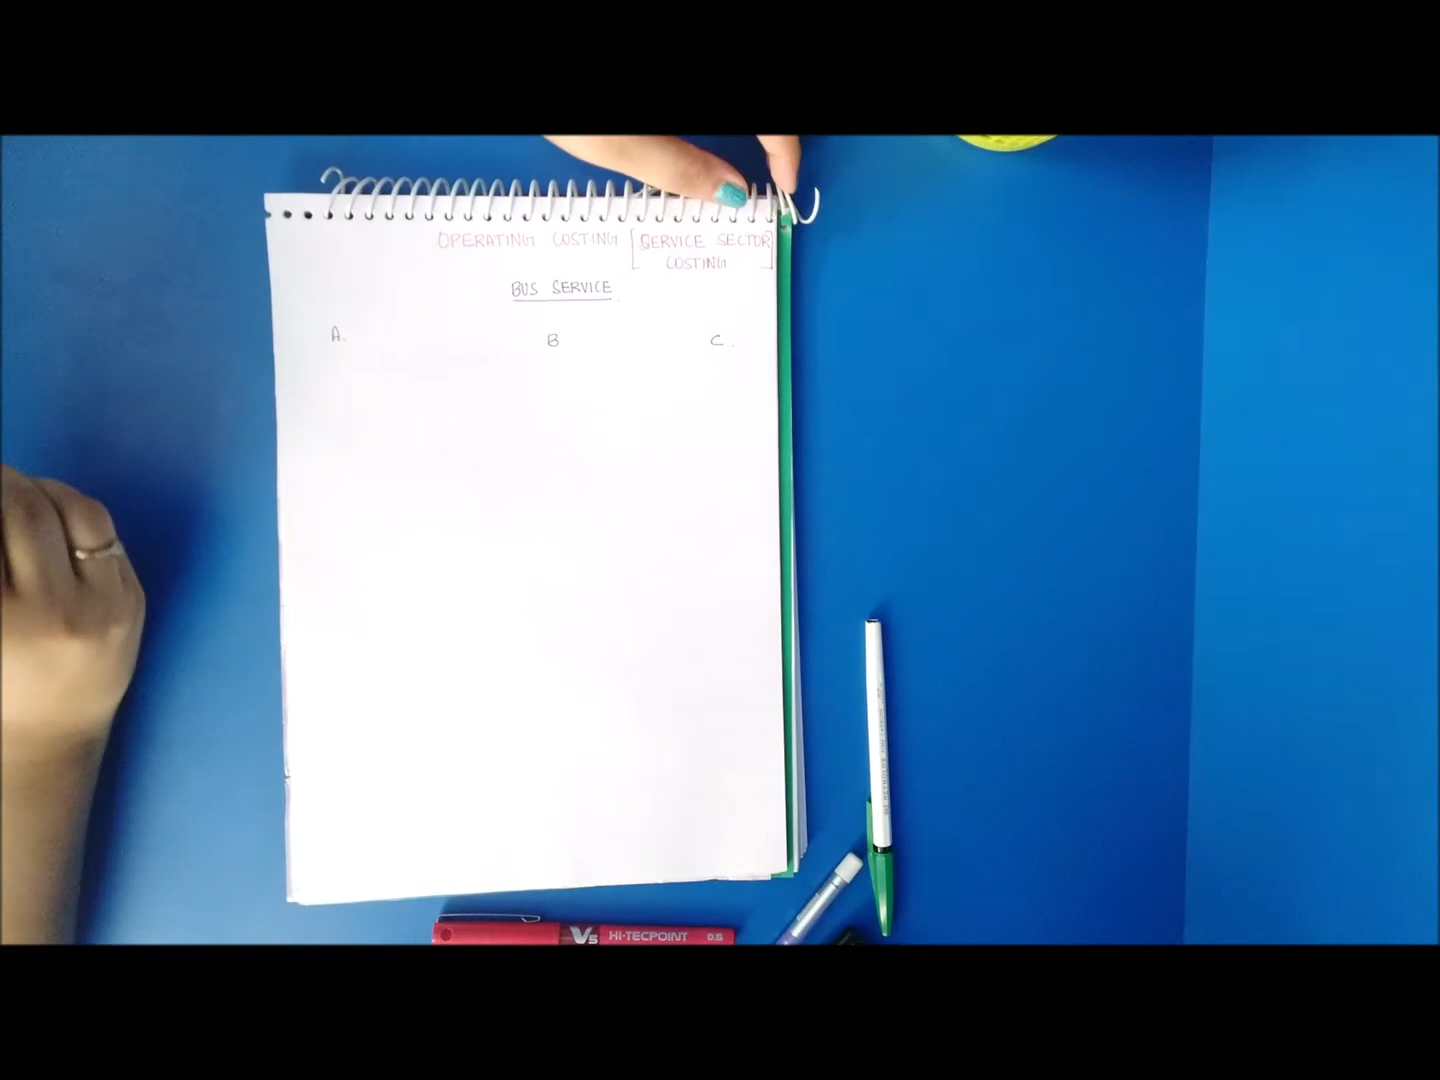 OPERATING COSTING [SERVICE SECTOR
COSTING]
BUS SERVICE
A. B C.
V5 HI-TECPOINT 0.5